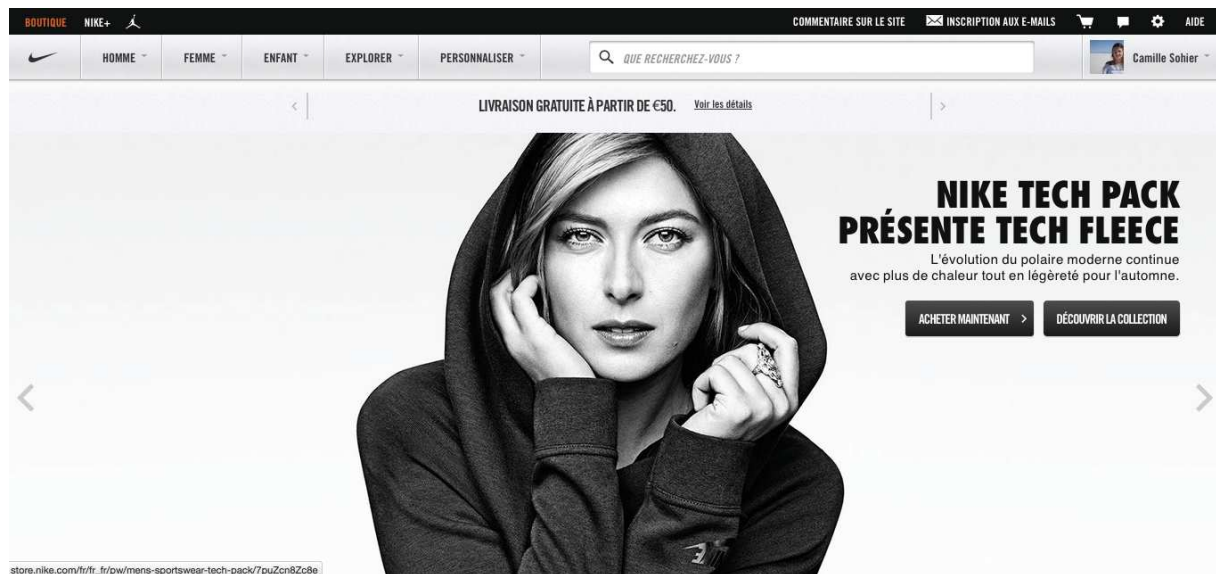 BOUTIQUE NIKE+ COMMENTAIRE SUR LE SITE INSCRIPTION AUX E-MAILS AIDE
HOMME FEMME ENFANT EXPLORER PERSONNALISER QUE RECHERCHEZ-VOUS ? Camille Sohier
LIVRAISON GRATUITE À PARTIR DE €50. Voir les détails
NIKE TECH PACK
PRÉSENTE TECH FLEECE
L'évolution du polaire moderne continue
avec plus de chaleur tout en légèreté pour l'automne.
ACHETER MAINTENANT > DÉCOUVRIR LA COLLECTION
store.nike.com/fr/fr_fr/pw/mens-sportswear-tech-pack/7puZcn8Zc8e